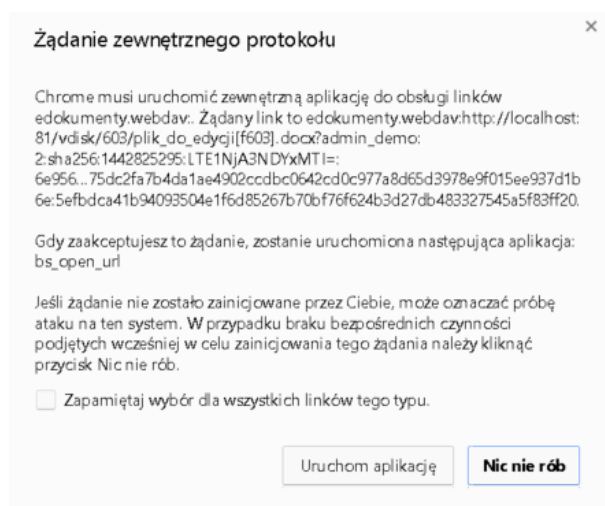 Żądanie zewnętrznego protokołu
×
Chrome musi uruchomić zewnętrzną aplikację do obsługi linków
edokumenty.webdav:. Żądany link to edokumenty.webdav:http://localhost:
81/vdisk/603/plik_do_edycji[f603].docx?admin_demo:
2:sha256:1442825295:LTE1NjA3NDYxMTI=:
6e956...75dc2fa7b4da1ae4902ccdbc0642cd0c977a8d65d3978e9f015ee937d1b
6e:5efbdca41b94093504e1f6d85267b70bf76f624b3d27db483327545a5f83ff20.
Gdy zaakceptujesz to żądanie, zostanie uruchomiona następująca aplikacja:
bs_open_url
Jeśli żądanie nie zostało zainicjowane przez Ciebie, może oznaczać próbę
ataku na ten system. W przypadku braku bezpośrednich czynności
podjętych wcześniej w celu zainicjowania tego żądania należy kliknąć
przycisk Nic nie rób.
Zapamiętaj wybór dla wszystkich linków tego typu.
Uruchom aplikację
Nic nie rób